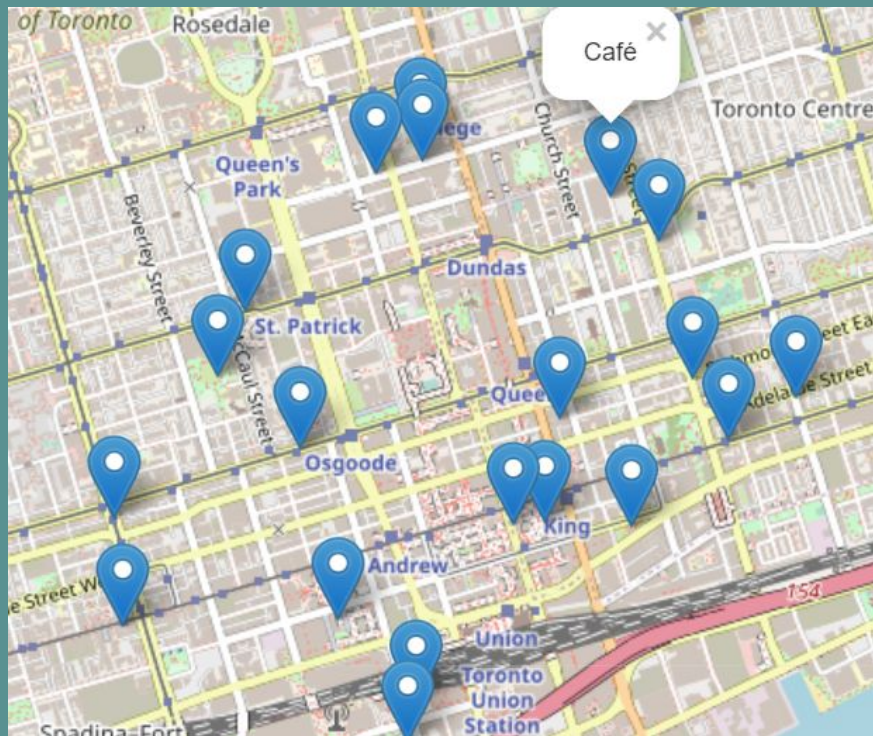 of Toronto
Rosedale
Café
Toronto Centre
Church Street
Street
Queen's
Park
Beverley Street
Dundas
St. Patrick
McCaul Street
Osgoode
Adelaide Street
King
Andrew
154
Union
Toronto
Union
Station